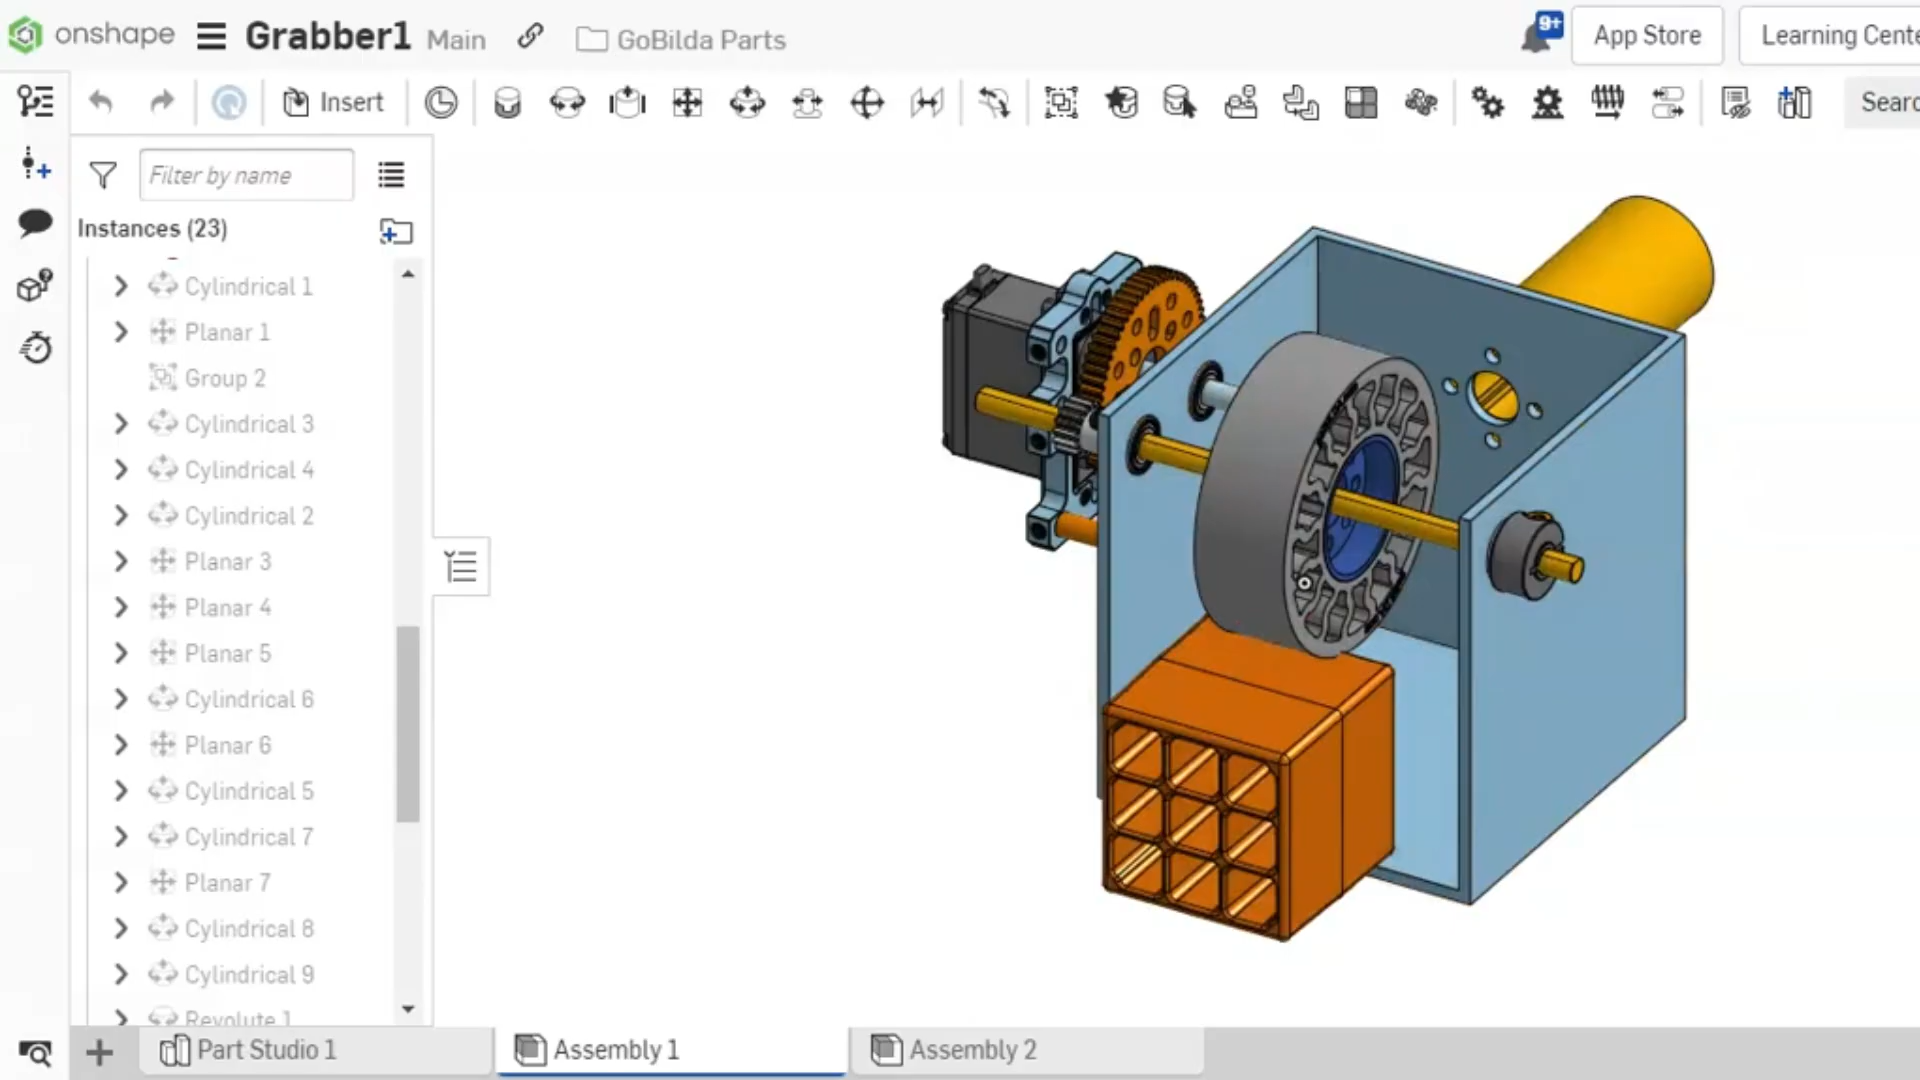 onshape Grabber1 Main GoBilda Parts 9+ App Store Learning Cente
Insert Searc
Filter by name
Instances (23)
Cylindrical 1
Planar 1
Group 2
Cylindrical 3
Cylindrical 4
Cylindrical 2
Planar 3
Planar 4
Planar 5
Cylindrical 6
Planar 6
Cylindrical 5
Cylindrical 7
Planar 7
Cylindrical 8
Cylindrical 9
Revolute 1
Part Studio 1 Assembly 1 Assembly 2